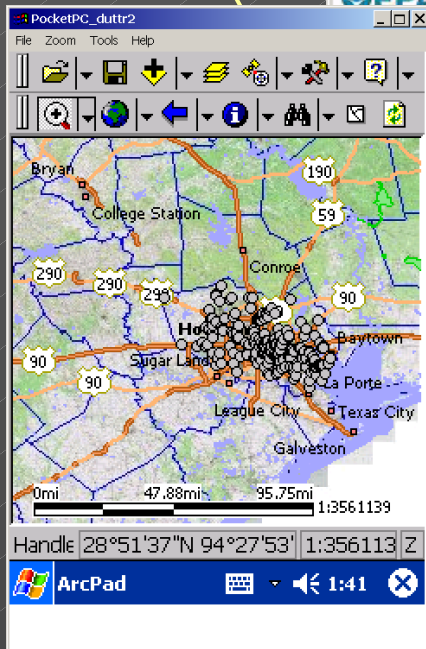 PocketPC_duttr2
File Zoom Tools Help
190
Bryan
College Station
59
290
Conroe
290
290
90
Baytown
90
Sugar Land
90
La Porte
League City
Texas City
Galveston
0mi 47.88mi 95.75mi
1:3561139
Handle 28°51'37"N 94°27'53' 1:356113 Z
ArcPad 1:41